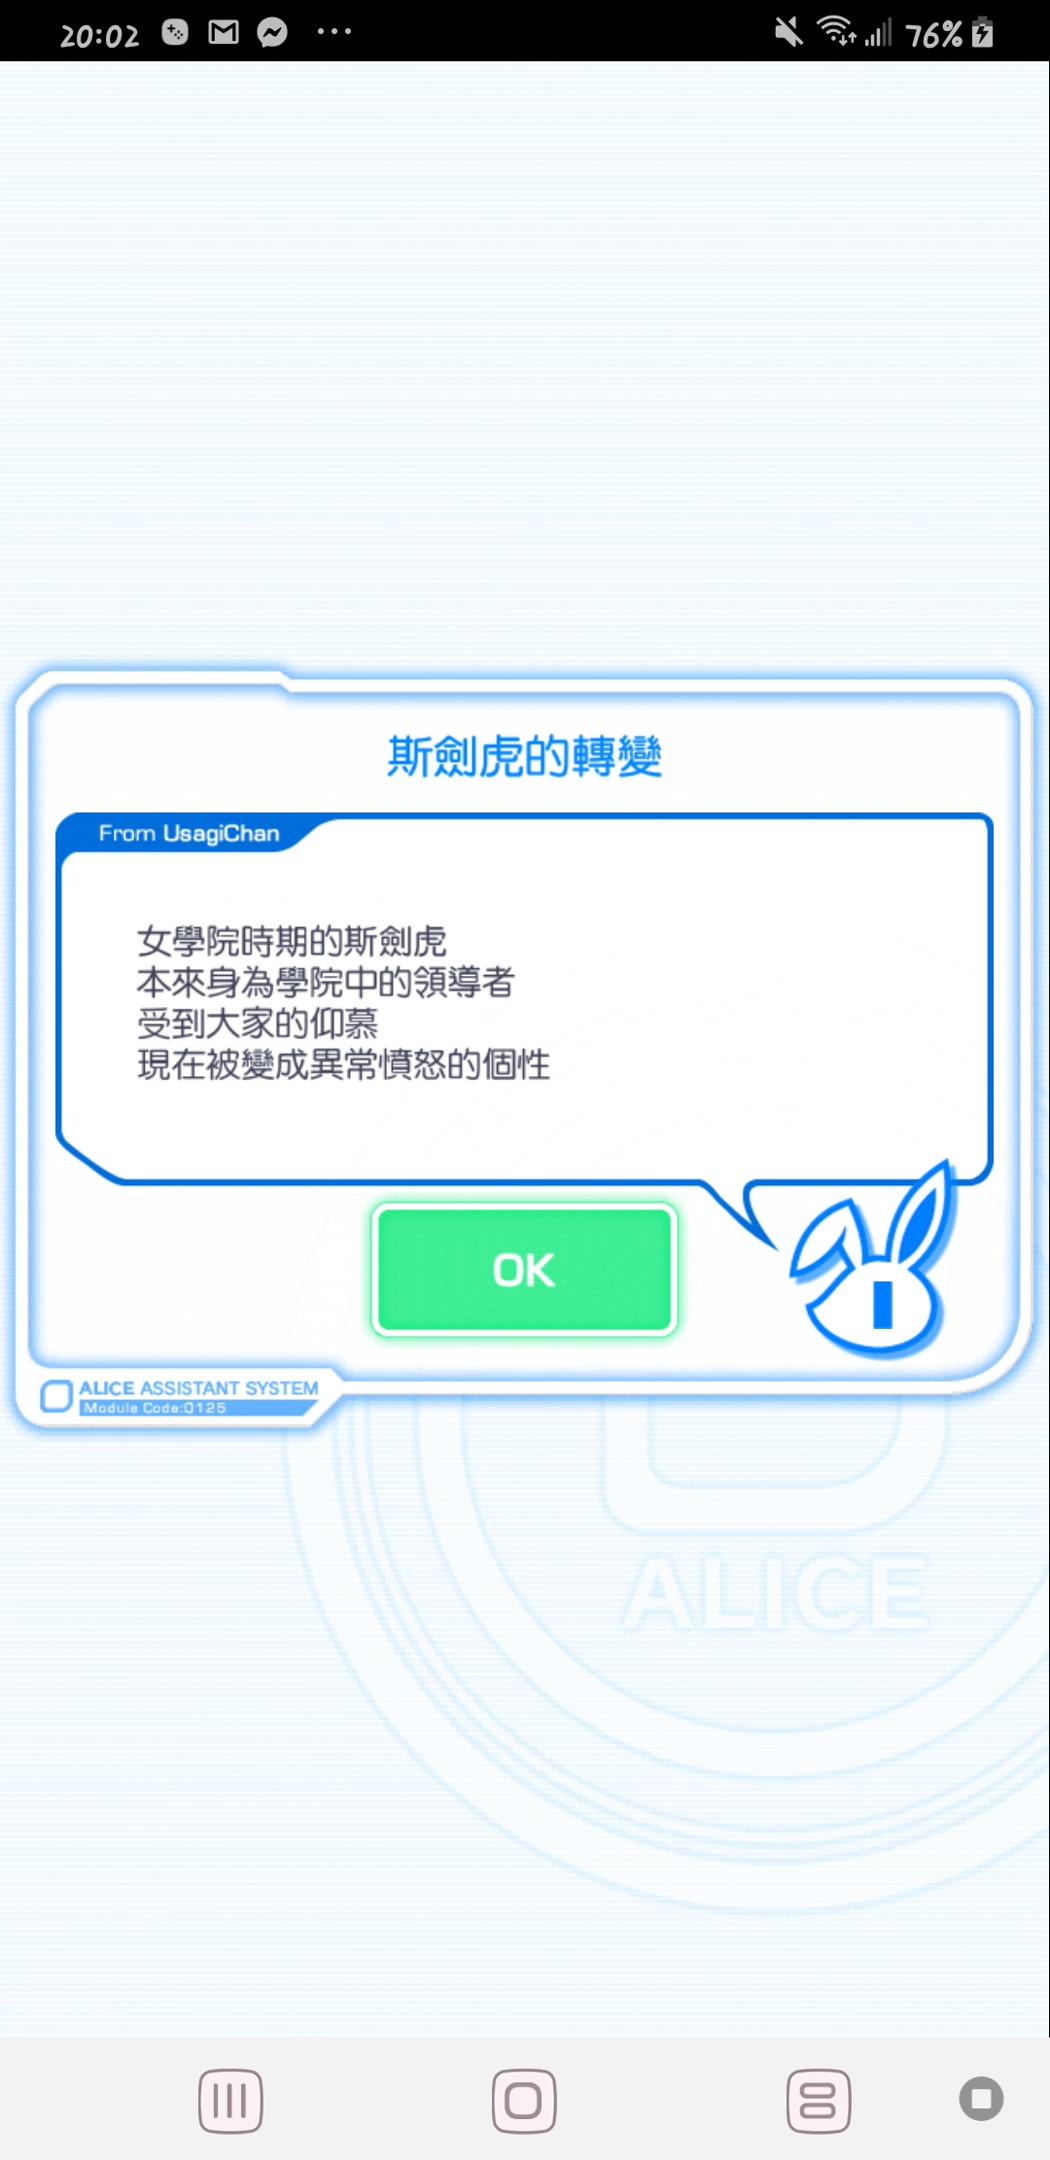 20:02
76%
斯劍虎的轉變
From UsagiChan
女學院時期的斯劍虎
本來身為學院中的領導者
受到大家的仰慕
現在被變成異常憤怒的個性
OK
ALICE ASSISTANT SYSTEM
Module Code:0125
ALICE